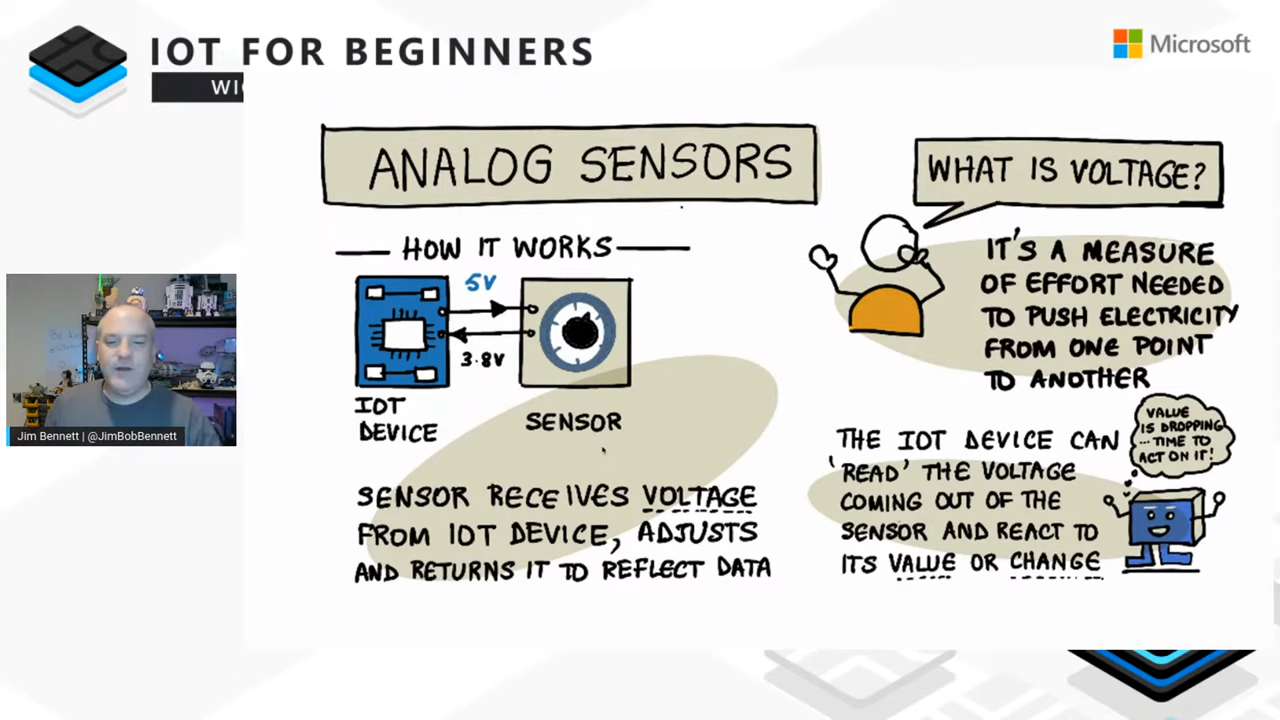 IOT FOR BEGINNERS
Microsoft
ANALOG SENSORS
HOW IT WORKS
5V
3.8V
IOT
DEVICE
SENSOR
SENSOR RECEIVES VOLTAGE
FROM IOT DEVICE, ADJUSTS
AND RETURNS IT TO REFLECT DATA
WHAT IS VOLTAGE?
IT'S A MEASURE
OF EFFORT NEEDED
TO PUSH ELECTRICITY
FROM ONE POINT
TO ANOTHER
THE IOT DEVICE CAN
'READ' THE VOLTAGE
COMING OUT OF THE
SENSOR AND REACT TO
ITS VALUE OR CHANGE
VALUE
IS DROPPING
...TIME TO
ACT ON IT!
Jim Bennett | @JimBobBennett